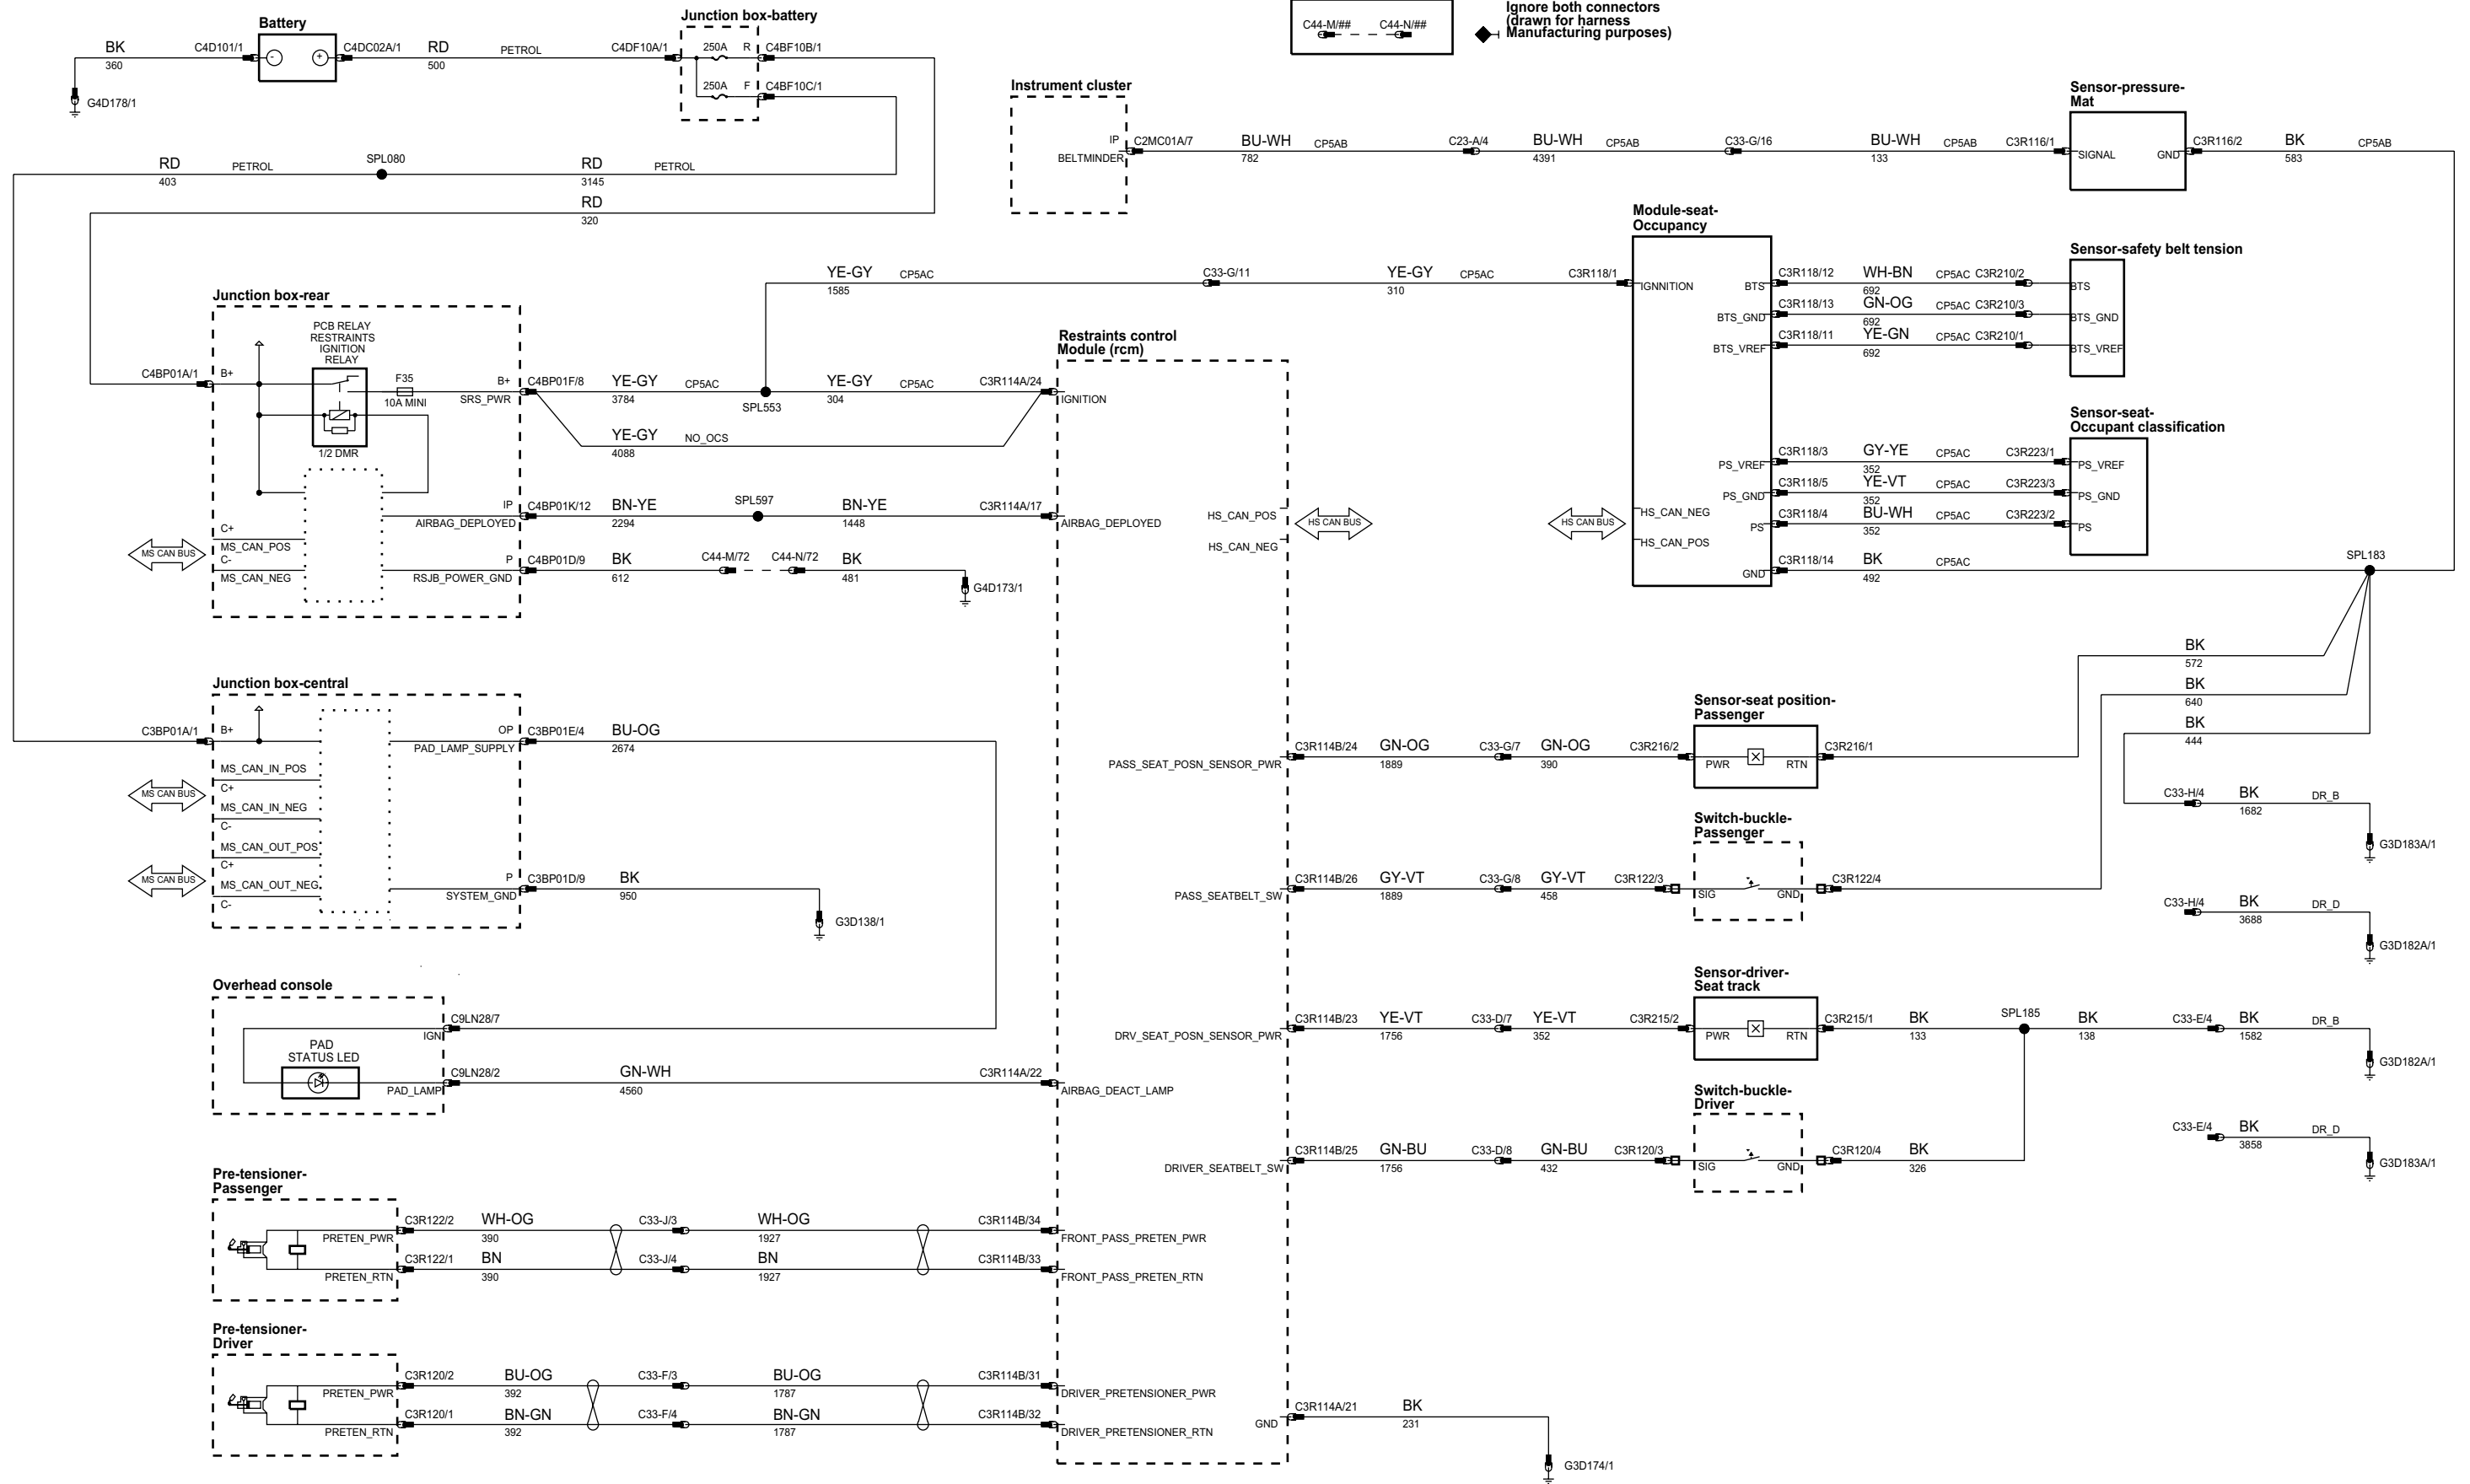 Battery
BK
360
C4D101/1
-
+
C4DC02A/1
RD
500
PETROL
C4DF10A/1
Junction box-battery
250A R
C4BF10B/1
250A F
C4BF10C/1
G4D178/1
C44-M/## C44-N/##
Ignore both connectors
(drawn for harness
Manufacturing purposes)
RD
403
PETROL
SPL080
RD
3145
PETROL
RD
320
Instrument cluster
IP
BELTMINDER
C2MC01A/7
BU-WH
782
CP5AB
C23-A/4
BU-WH
4391
CP5AB
C33-G/16
BU-WH
133
CP5AB
C3R116/1
Sensor-pressure-
Mat
SIGNAL
GND
C3R116/2
BK
583
CP5AB
Junction box-rear
PCB RELAY
RESTRAINTS
IGNITION
RELAY
F35
10A MINI
1/2 DMR
C4BP01A/1
B+
B+
SRS_PWR
C4BP01F/8
YE-GY
3784
CP5AC
SPL553
YE-GY
304
CP5AC
C3R114A/24
YE-GY
4088
NO_OCS
YE-GY
1585
CP5AC
C33-G/11
YE-GY
310
CP5AC
C3R118/1
IP
AIRBAG_DEPLOYED
C4BP01K/12
BN-YE
2294
SPL597
BN-YE
1448
C3R114A/17
MS CAN BUS
C+
MS_CAN_POS
C-
MS_CAN_NEG
P
RSJB_POWER_GND
C4BP01D/9
BK
612
C44-M/72
C44-N/72
BK
481
G4D173/1
Restraints control
Module (rcm)
IGNITION
AIRBAG_DEPLOYED
HS_CAN_POS
HS_CAN_NEG
HS CAN BUS
HS CAN BUS
Module-seat-
Occupancy
IGNNITION
HS_CAN_NEG
HS_CAN_POS
BTS
BTS_GND
BTS_VREF
PS_VREF
PS_GND
PS
GND
C3R118/12
WH-BN
692
CP5AC
C3R210/2
C3R118/13
GN-OG
692
CP5AC
C3R210/3
C3R118/11
YE-GN
692
CP5AC
C3R210/1
Sensor-safety belt tension
BTS
BTS_GND
BTS_VREF
C3R118/3
GY-YE
352
CP5AC
C3R223/1
C3R118/5
YE-VT
352
CP5AC
C3R223/3
C3R118/4
BU-WH
352
CP5AC
C3R223/2
Sensor-seat-
Occupant classification
PS_VREF
PS_GND
PS
C3R118/14
BK
492
CP5AC
SPL183
BK
572
BK
640
BK
444
C33-H/4
BK
1682
DR_B
G3D183A/1
C33-H/4
BK
3688
DR_D
G3D182A/1
Junction box-central
C3BP01A/1
B+
MS_CAN_IN_POS
C+
MS_CAN_IN_NEG
C-
MS_CAN_OUT_POS
C+
MS_CAN_OUT_NEG
C-
MS CAN BUS
MS CAN BUS
OP
PAD_LAMP_SUPPLY
C3BP01E/4
BU-OG
2674
P
SYSTEM_GND
C3BP01D/9
BK
950
G3D138/1
PASS_SEAT_POSN_SENSOR_PWR
C3R114B/24
GN-OG
1889
C33-G/7
GN-OG
390
C3R216/2
Sensor-seat position-
Passenger
PWR
RTN
C3R216/1
PASS_SEATBELT_SW
C3R114B/26
GY-VT
1889
C33-G/8
GY-VT
458
C3R122/3
Switch-buckle-
Passenger
SIG
GND
C3R122/4
Overhead console
IGN
C9LN28/7
PAD
STATUS LED
PAD_LAMP
C9LN28/2
GN-WH
4560
C3R114A/22
AIRBAG_DEACT_LAMP
DRV_SEAT_POSN_SENSOR_PWR
C3R114B/23
YE-VT
1756
C33-D/7
YE-VT
352
C3R215/2
Sensor-driver-
Seat track
PWR
RTN
C3R215/1
BK
133
SPL185
BK
138
C33-E/4
BK
1582
DR_B
G3D182A/1
DRIVER_SEATBELT_SW
C3R114B/25
GN-BU
1756
C33-D/8
GN-BU
432
C3R120/3
Switch-buckle-
Driver
SIG
GND
C3R120/4
BK
326
C33-E/4
BK
3858
DR_D
G3D183A/1
Pre-tensioner-
Passenger
PRETEN_PWR
C3R122/2
WH-OG
390
C33-J/3
WH-OG
1927
C3R114B/34
FRONT_PASS_PRETEN_PWR
PRETEN_RTN
C3R122/1
BN
390
C33-J/4
BN
1927
C3R114B/33
FRONT_PASS_PRETEN_RTN
Pre-tensioner-
Driver
PRETEN_PWR
C3R120/2
BU-OG
392
C33-F/3
BU-OG
1787
C3R114B/31
DRIVER_PRETENSIONER_PWR
PRETEN_RTN
C3R120/1
BN-GN
392
C33-F/4
BN-GN
1787
C3R114B/32
DRIVER_PRETENSIONER_RTN
GND
C3R114A/21
BK
231
G3D174/1